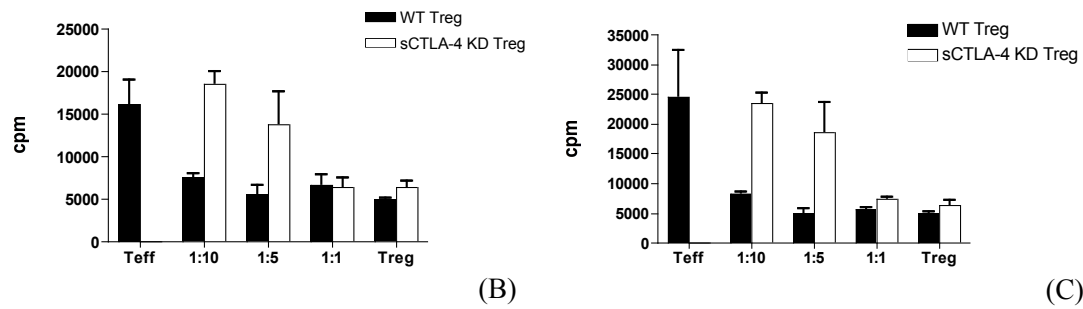 WT Treg
sCTLA-4 KD Treg
25000
20000
15000
10000
5000
0
cpm
Teff 1:10 1:5 1:1 Treg
(B)
WT Treg
sCTLA-4 KD Treg
35000
30000
25000
20000
15000
10000
5000
0
cpm
Teff 1:10 1:5 1:1 Treg
(C)